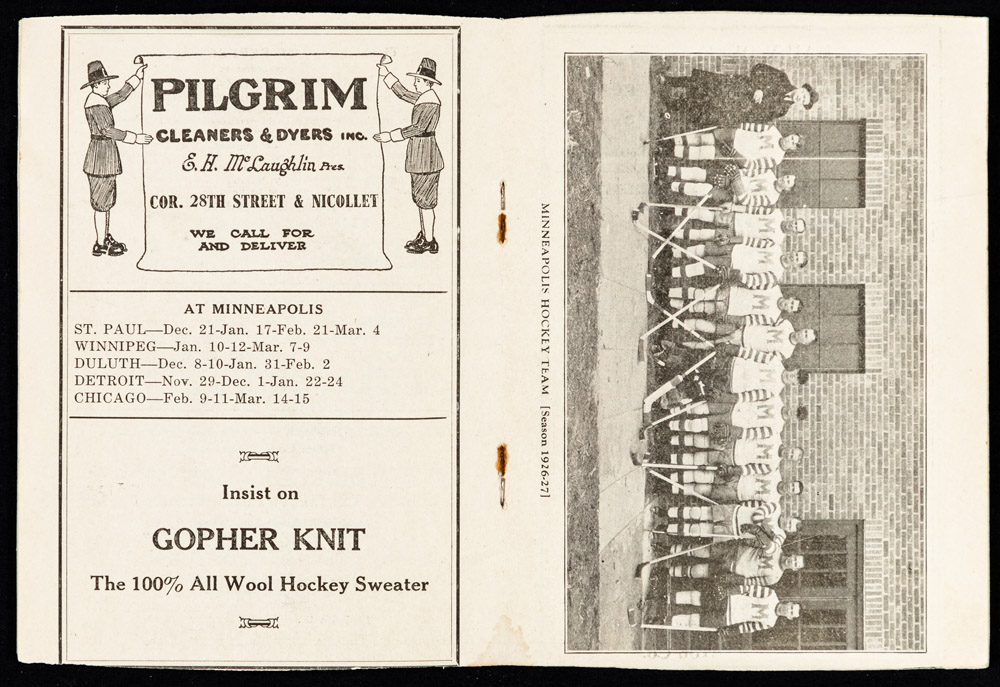 PILGRIM
CLEANERS & DYERS INC.
E. H. McLaughlin Pres.
COR. 28TH STREET & NICOLLET
WE CALL FOR
AND DELIVER
AT MINNEAPOLIS
ST. PAUL—Dec. 21-Jan. 17-Feb. 21-Mar. 4
WINNIPEG—Jan. 10-12-Mar. 7-9
DULUTH—Dec. 8-10-Jan. 31-Feb. 2
DETROIT—Nov. 29-Dec. 1-Jan. 22-24
CHICAGO—Feb. 9-11-Mar. 14-15
Insist on
GOPHER KNIT
The 100% All Wool Hockey Sweater
MINNEAPOLIS HOCKEY TEAM [Season 1926-27]
M
M
M
M
M
M
M
M
M
M